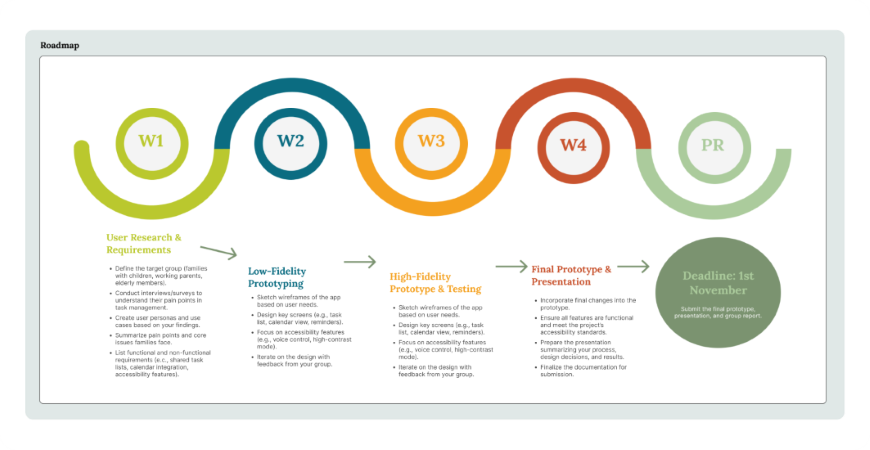 Roadmap
W1
W2
W3
W4
PR
User Research &
Requirements
• Define the target group (families
with children, working parents,
elderly members).
• Conduct interviews/surveys to
understand their pain points in
task management.
• Create user personas and use
cases based on your findings.
• Summarize pain points and core
issues families face.
• List functional and non-functional
requirements (e.g., shared task
lists, calendar integration,
accessibility features).
Low-Fidelity
Prototyping
• Sketch wireframes of the app
based on user needs.
• Design key screens (e.g., task
list, calendar view, reminders).
• Focus on accessibility features
(e.g., voice control, high-contrast
mode).
• Iterate on the design with
feedback from your group.
High-Fidelity
Prototype & Testing
• Sketch wireframes of the app
based on user needs.
• Design key screens (e.g., task
list, calendar view, reminders).
• Focus on accessibility features
(e.g., voice control, high-contrast
mode).
• Iterate on the design with
feedback from your group.
Final Prototype &
Presentation
• Incorporate final changes into the
prototype.
• Ensure all features are functional
and meet the project's
accessibility standards.
• Prepare the presentation
summarizing your process,
design decisions, and results.
• Finalize the documentation for
submission.
Deadline: 1st
November
Submit the final prototype,
presentation, and group report.